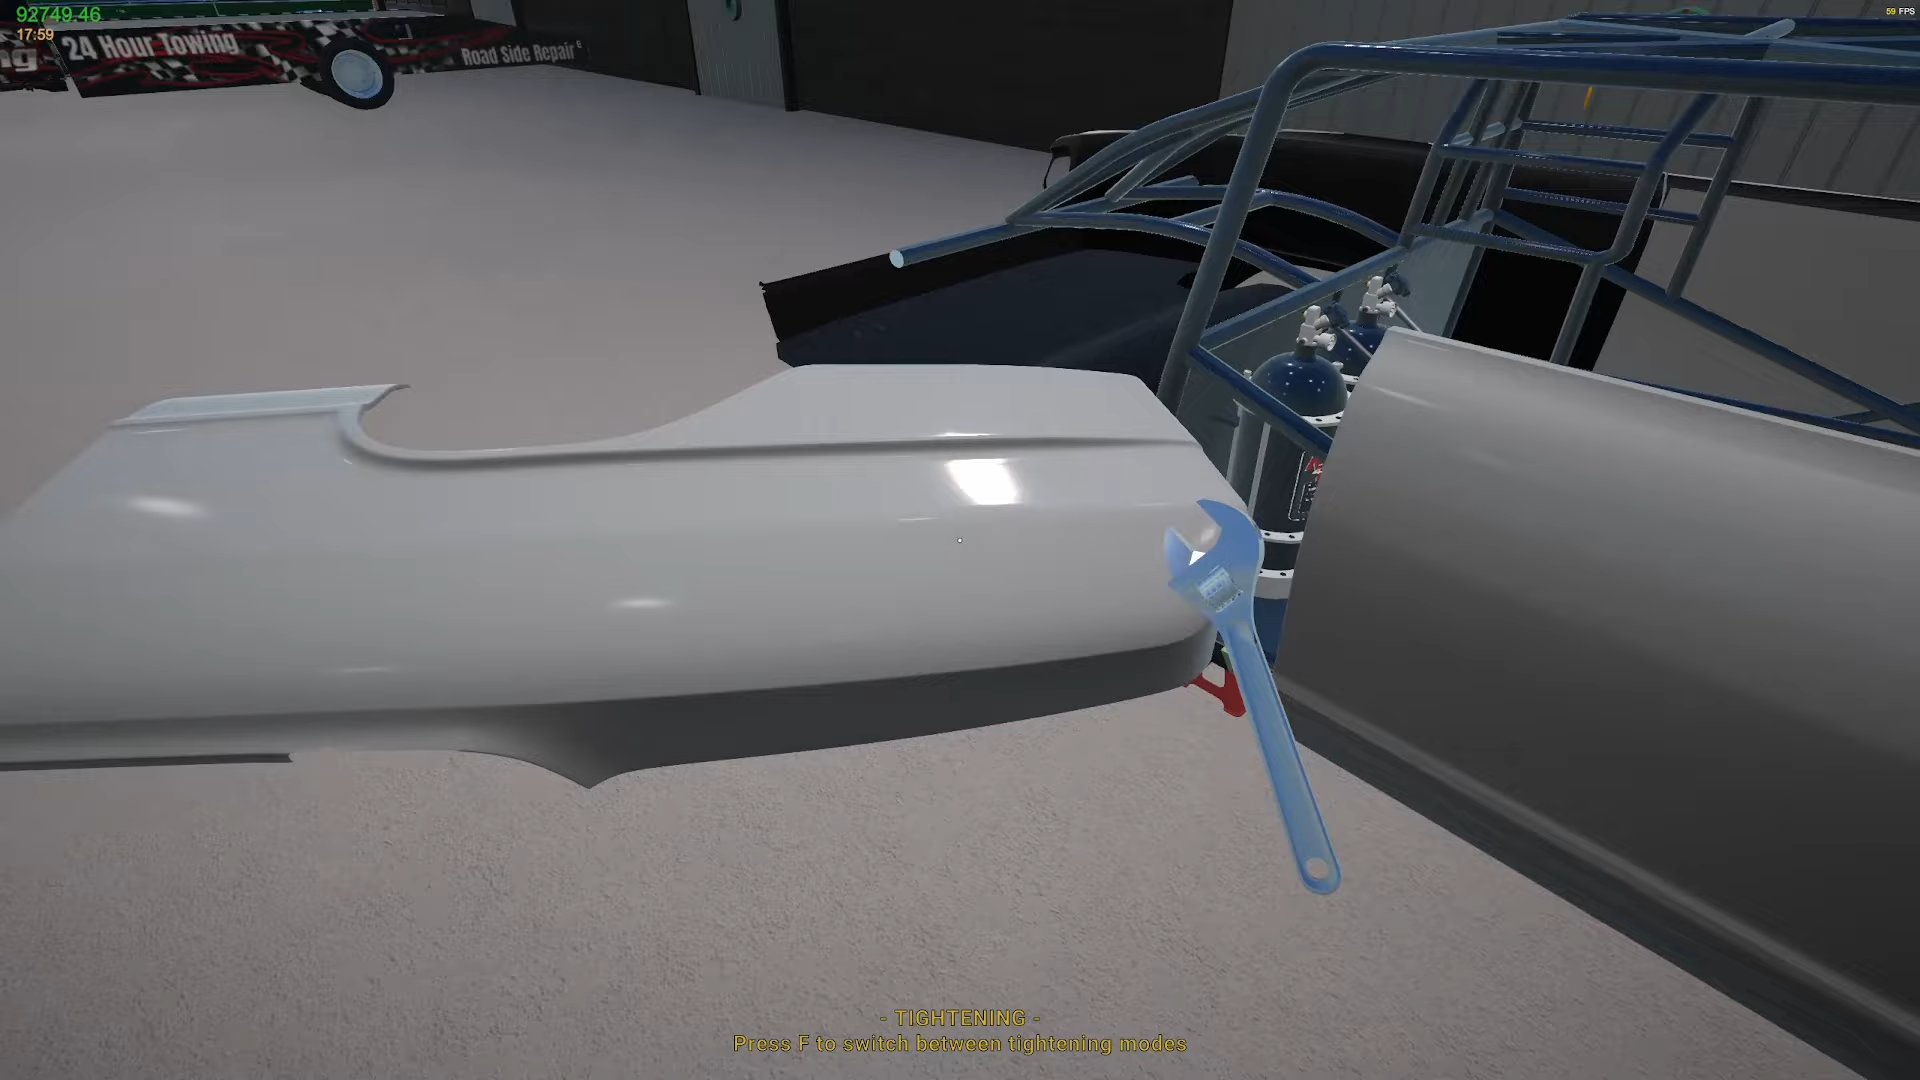 92749.46
59 FPS
17:59
24 Hour Towing
Road Side Repair
- TIGHTENING -
Press F to switch between tightening modes